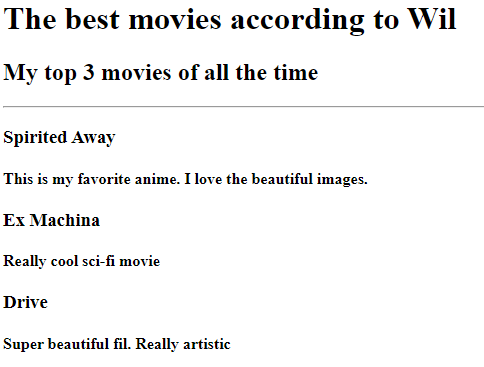 The best movies according to Wil
My top 3 movies of all the time
Spirited Away
This is my favorite anime. I love the beautiful images.
Ex Machina
Really cool sci-fi movie
Drive
Super beautiful fil. Really artistic